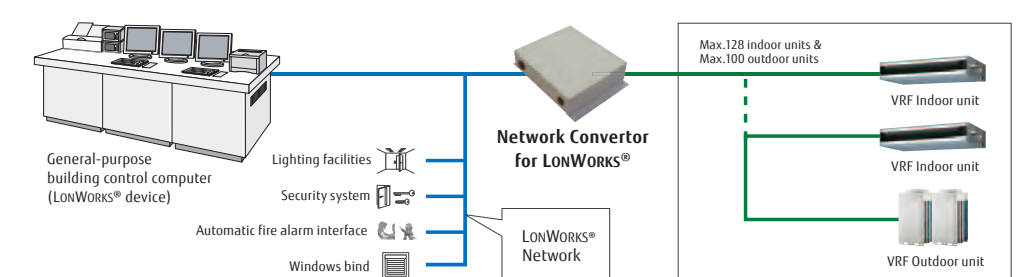 Max.128 indoor units &
Max.100 outdoor units
VRF Indoor unit
General-purpose
building control computer
(LONWORKS® device)
Lighting facilities
Security system
Automatic fire alarm interface
Windows bind
Network Convertor
for LONWORKS®
LONWORKS®
Network
VRF Indoor unit
VRF Outdoor unit